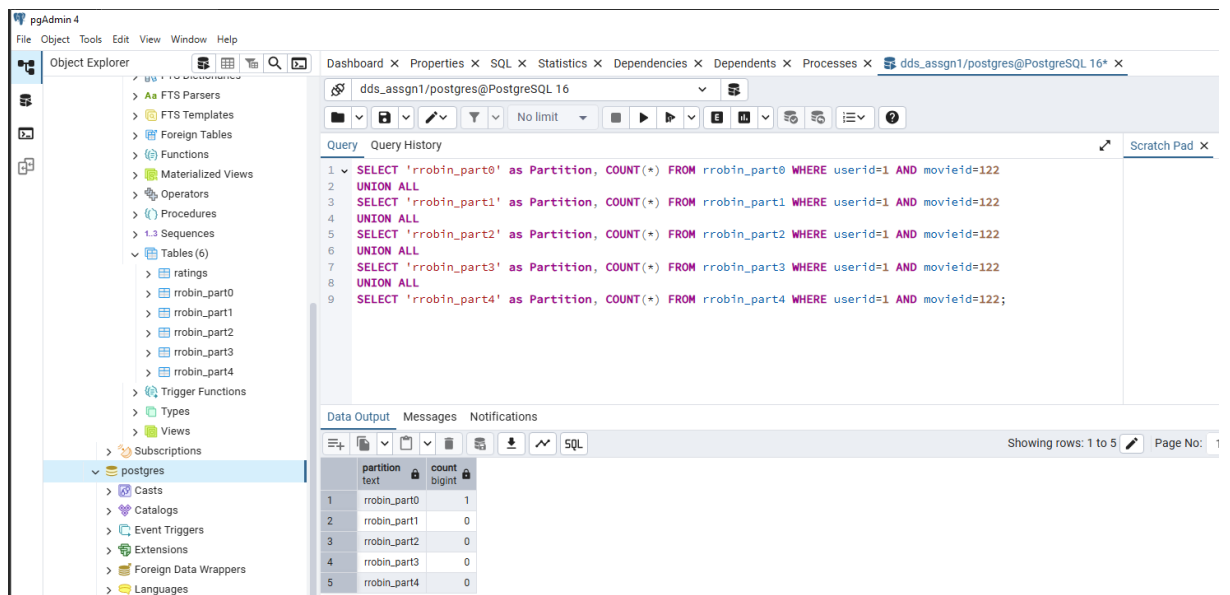 pgAdmin 4
File Object Tools Edit View Window Help
Object Explorer
Dashboard Properties SQL Statistics Dependencies Dependents Processes dds_assgn1/postgres@PostgreSQL 16*
Aa FTS Parsers
FTS Templates
Foreign Tables
Functions
Materialized Views
Operators
Procedures
1..3 Sequences
Tables (6)
ratings
rrobin_part0
rrobin_part1
rrobin_part2
rrobin_part3
rrobin_part4
Trigger Functions
Types
Views
Subscriptions
postgres
Casts
Catalogs
Event Triggers
Extensions
Foreign Data Wrappers
Languages
dds_assgn1/postgres@PostgreSQL 16
No limit
E
Query Query History
Scratch Pad
1 SELECT 'rrobin_part0' as Partition, COUNT(*) FROM rrobin_part0 WHERE userid=1 AND movieid=122
2 UNION ALL
3 SELECT 'rrobin_part1' as Partition, COUNT(*) FROM rrobin_part1 WHERE userid=1 AND movieid=122
4 UNION ALL
5 SELECT 'rrobin_part2' as Partition, COUNT(*) FROM rrobin_part2 WHERE userid=1 AND movieid=122
6 UNION ALL
7 SELECT 'rrobin_part3' as Partition, COUNT(*) FROM rrobin_part3 WHERE userid=1 AND movieid=122
8 UNION ALL
9 SELECT 'rrobin_part4' as Partition, COUNT(*) FROM rrobin_part4 WHERE userid=1 AND movieid=122;
Data Output Messages Notifications
SQL
Showing rows: 1 to 5 Page No: 1
partition count
text bigint
1 rrobin_part0 1
2 rrobin_part1 0
3 rrobin_part2 0
4 rrobin_part3 0
5 rrobin_part4 0